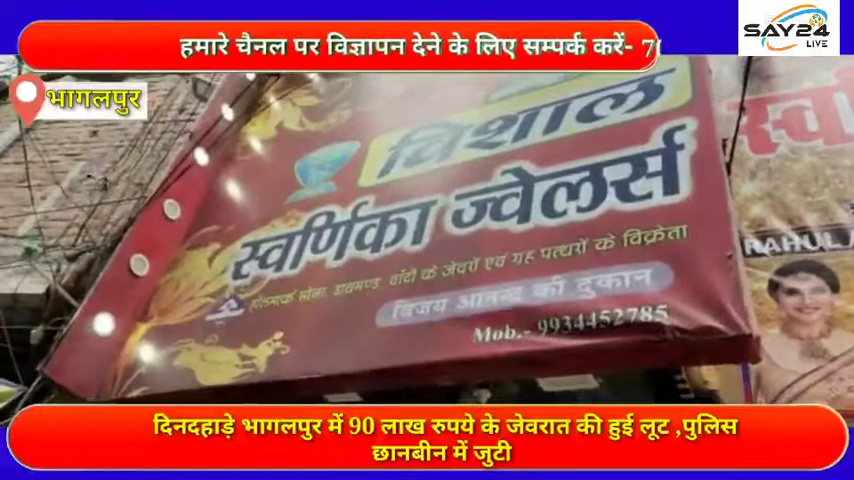 हमारे चैनल पर विज्ञापन देने के लिए सम्पर्क करें- 70
SAY24
LIVE
भागलपुर
विशाल
स्वर्णिका ज्वेलर्स
हॉलमार्क सोना, डायमण्ड, चाँदी के जेवरों एवं ग्रह पत्थरों के विक्रेता
विजय आनन्द की दुकान
Mob.- 9934452785
RAHUL
दिनदहाड़े भागलपुर में 90 लाख रुपये के जेवरात की हुई लूट ,पुलिस
छानबीन में जुटी